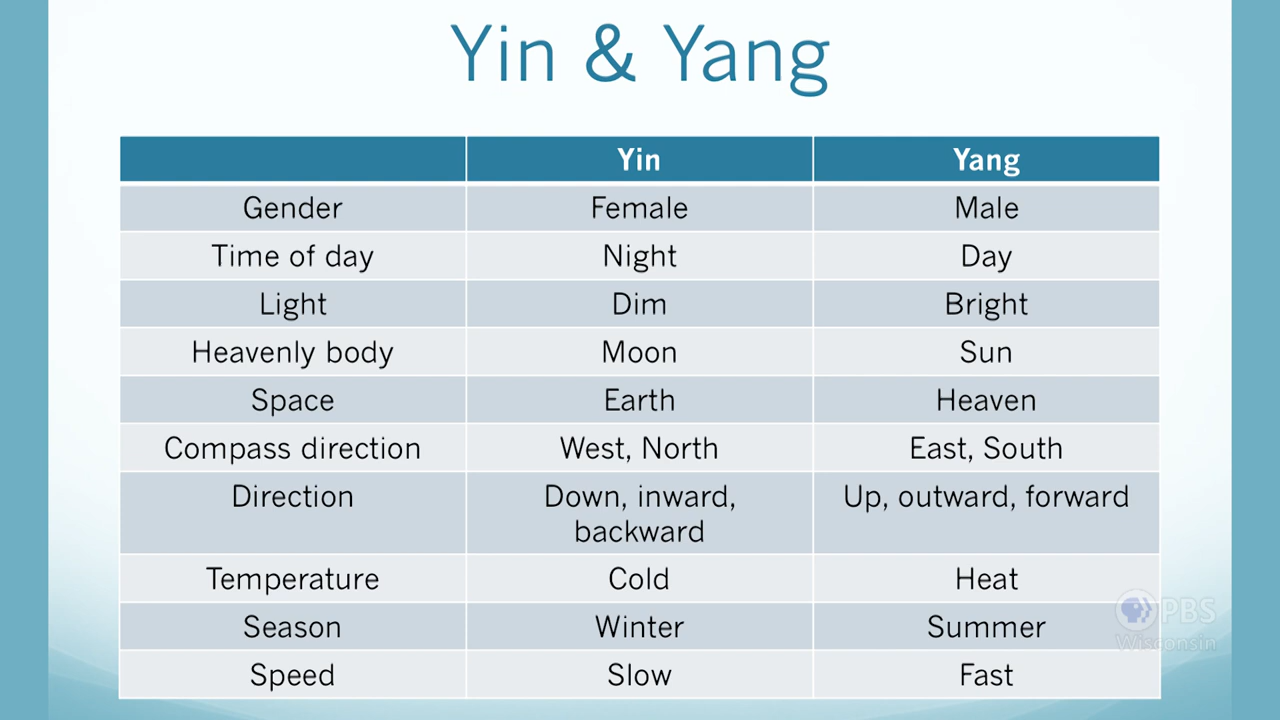 Yin & Yang
Yin Yang
Gender Female Male
Time of day Night Day
Light Dim Bright
Heavenly body Moon Sun
Space Earth Heaven
Compass direction West, North East, South
Direction Down, inward, Up, outward, forward
backward
Temperature Cold Heat
Season Winter Summer
Speed Slow Fast
PBS
Wisconsin